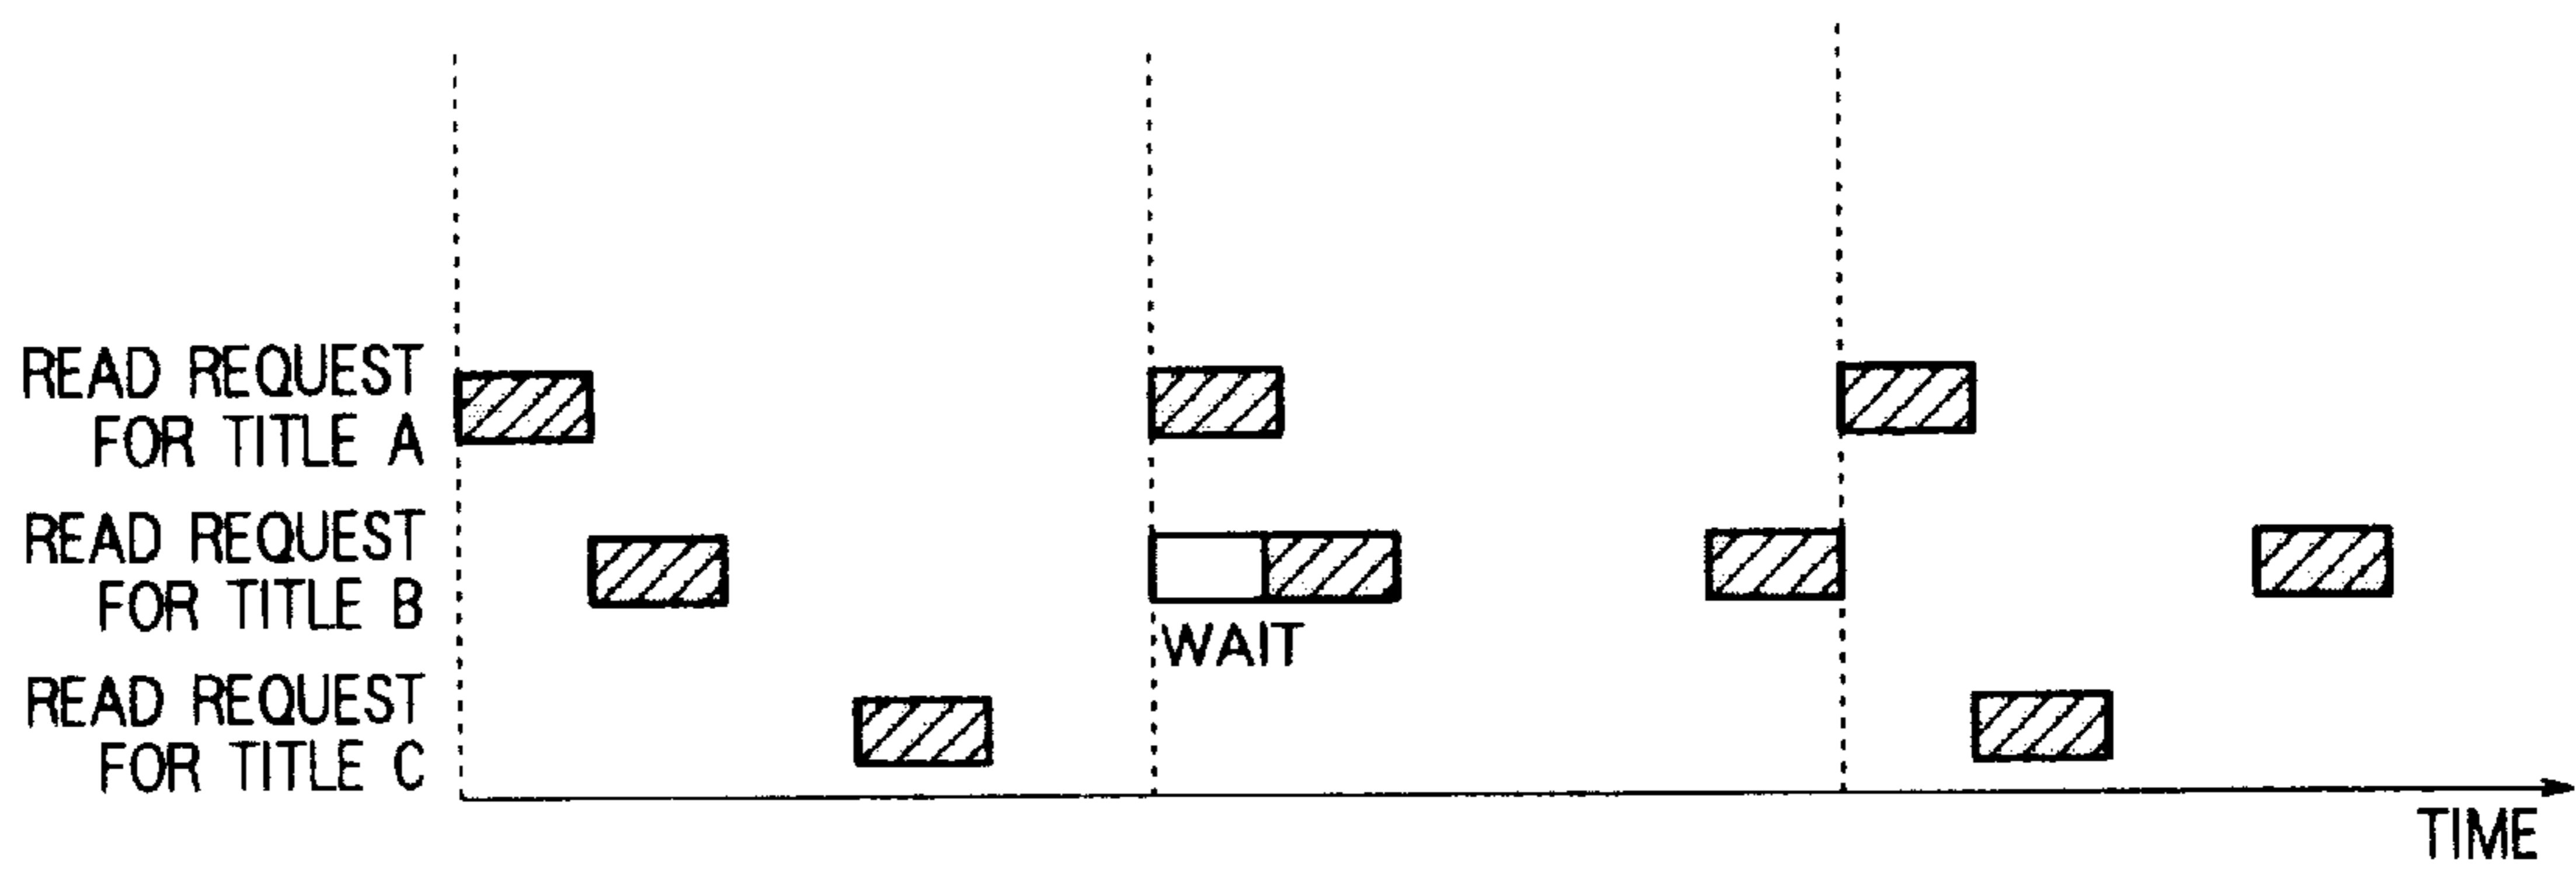 READ REQUEST
FOR TITLE A
READ REQUEST
FOR TITLE B
WAIT
READ REQUEST
FOR TITLE C
TIME